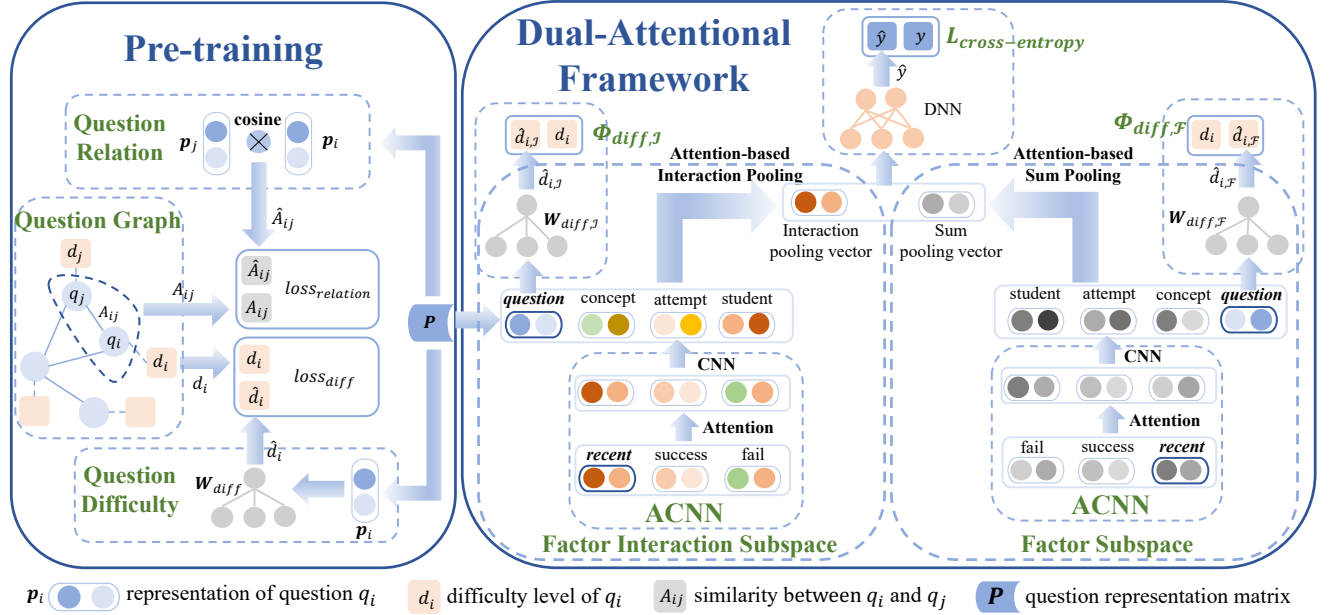 Pre-training
Question
Relation
p_j
cosine
p_i
Â_ij
Question Graph
d_j
q_j
A_ij
q_i
d_i
A_ij
Â_ij
A_ij
loss_relation
d_i
d_i
d̂_i
loss_diff
d̂_i
Question
Difficulty
W_diff
p_i
P
Dual-Attentional
Framework
ŷ y
L_cross-entropy
ŷ
DNN
d̂_i,ℐ d_i
Φ_diff,ℐ
d̂_i,ℐ
W_diff,ℐ
Attention-based
Interaction Pooling
Interaction
pooling vector
question concept attempt student
CNN
Attention
recent success fail
ACNN
Factor Interaction Subspace
Φ_diff,ℱ
d_i d̂_i,ℱ
d̂_i,ℱ
W_diff,ℱ
Attention-based
Sum Pooling
Sum
pooling vector
student attempt concept question
CNN
Attention
fail success recent
ACNN
Factor Subspace
p_i representation of question q_i
d_i difficulty level of q_i
A_ij similarity between q_i and q_j
P question representation matrix